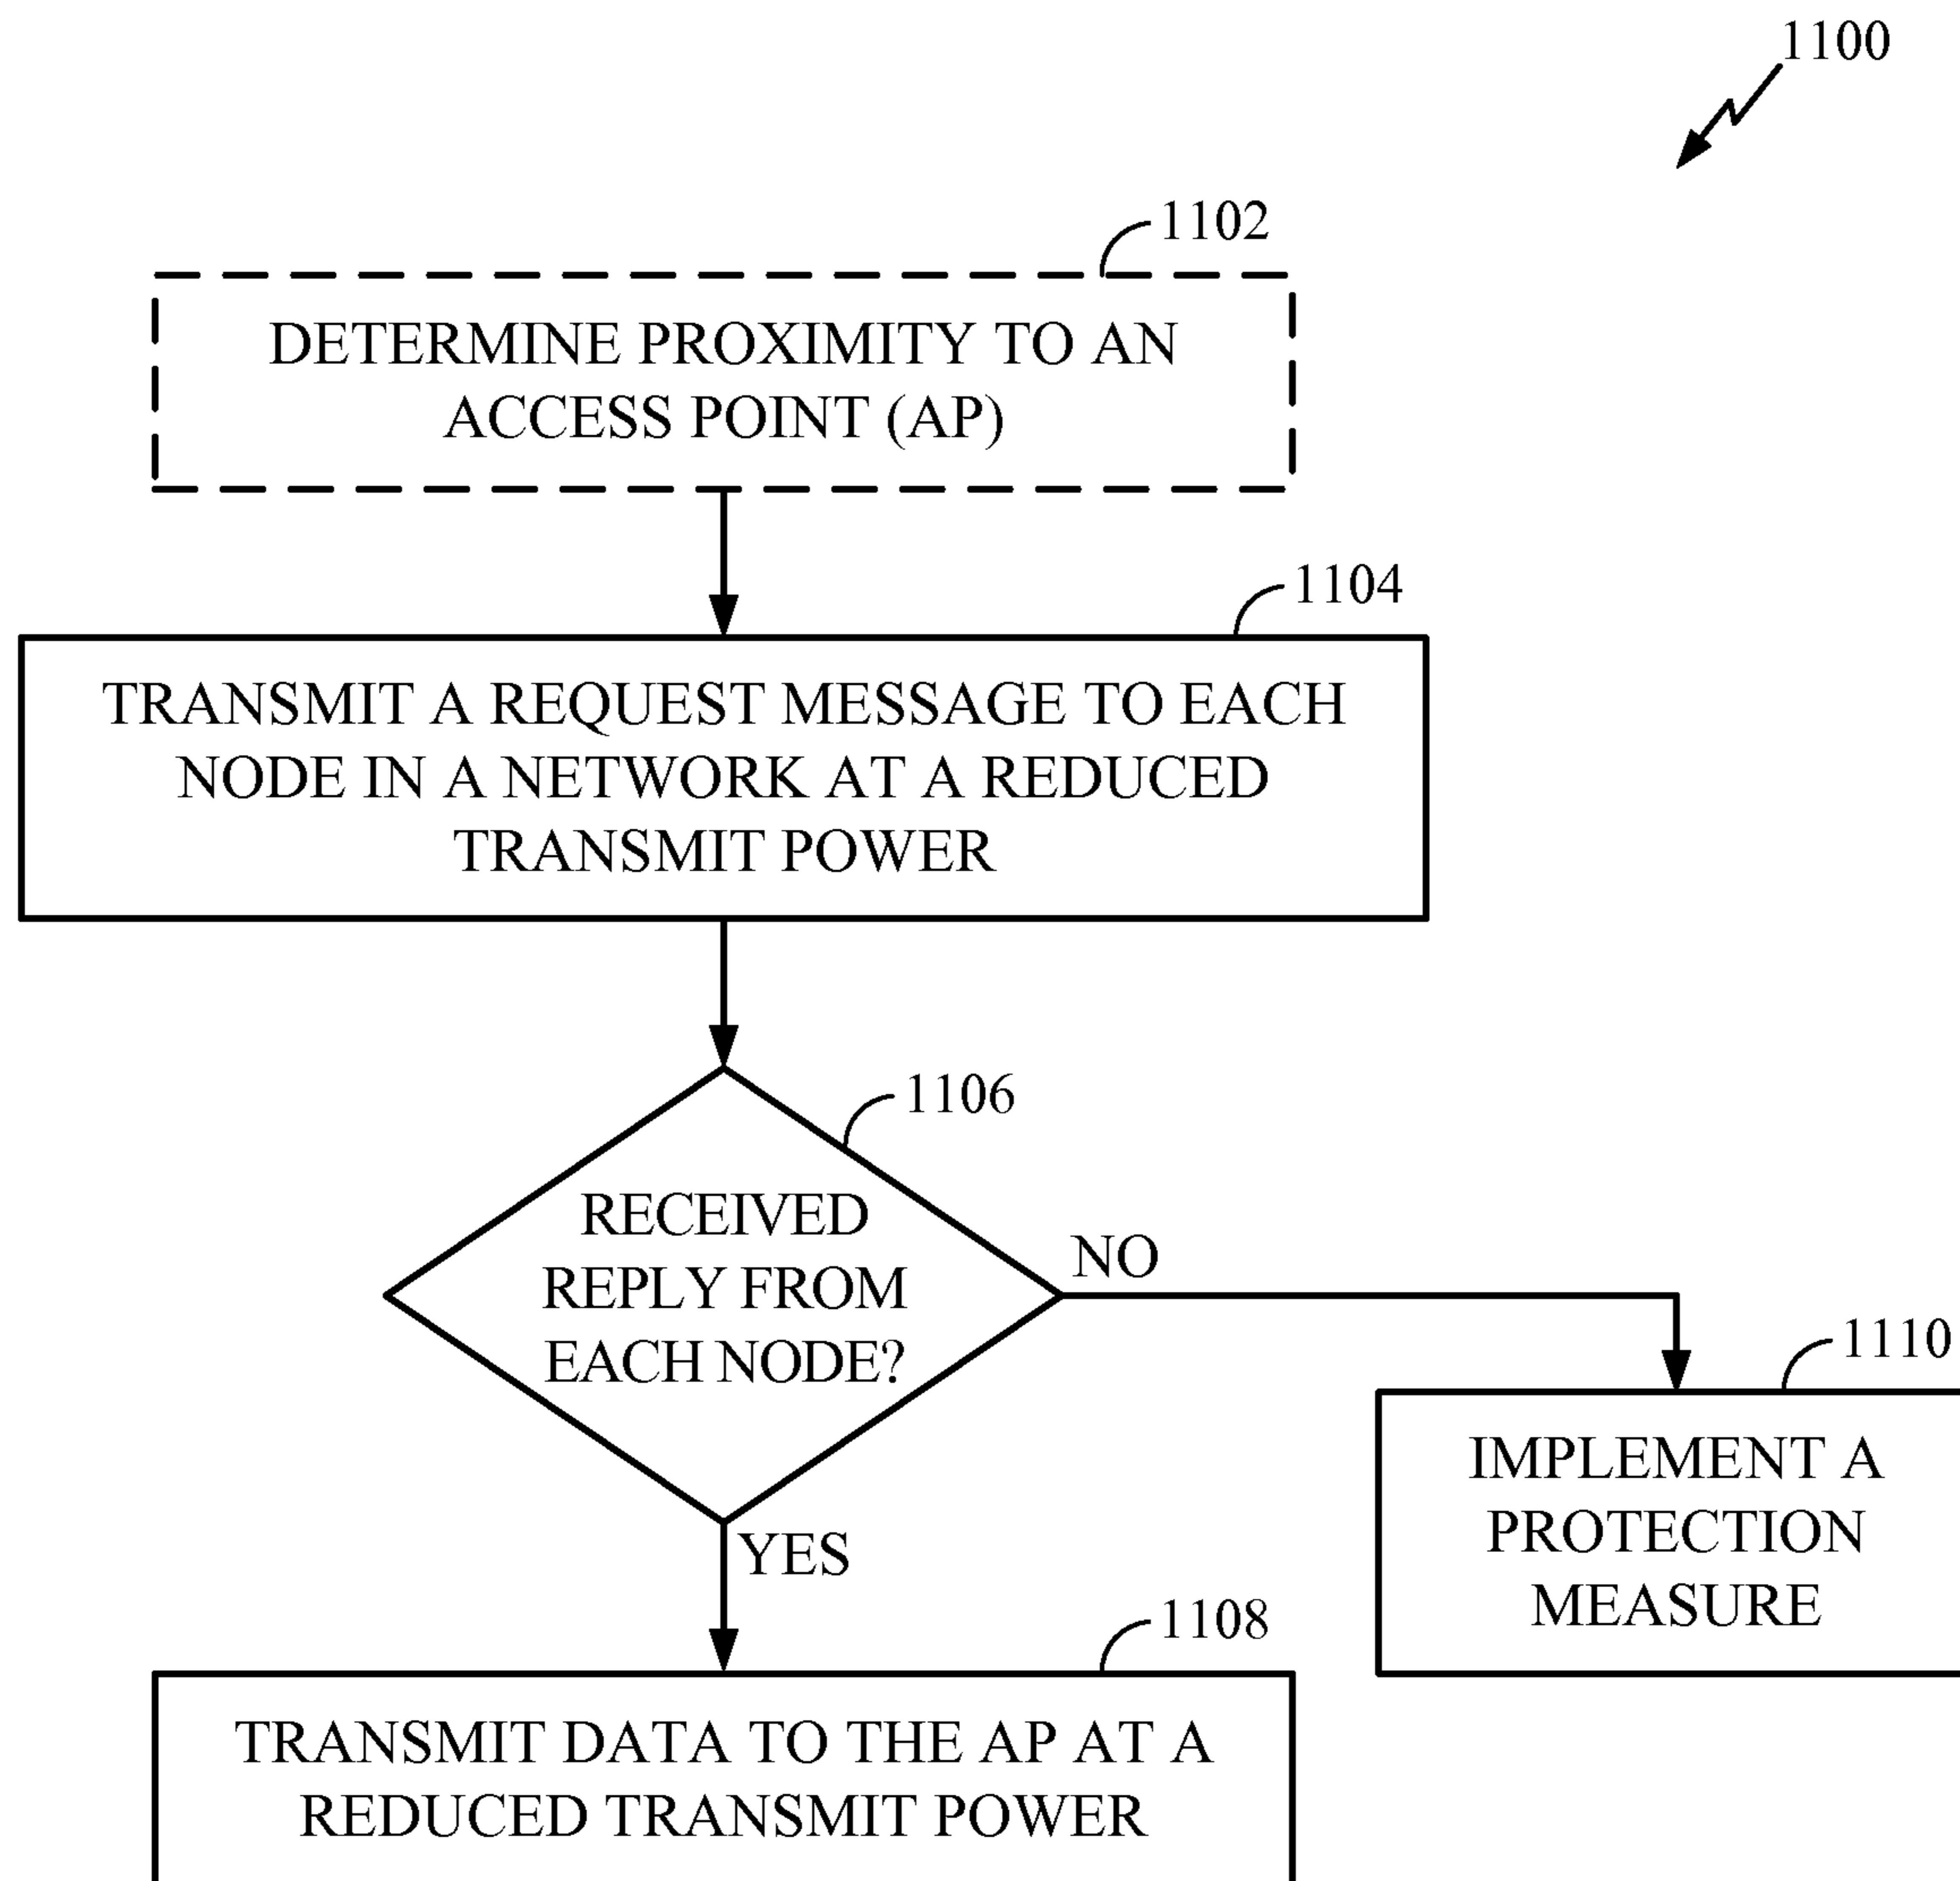 1100
1102
DETERMINE PROXIMITY TO AN
ACCESS POINT (AP)
1104
TRANSMIT A REQUEST MESSAGE TO EACH
NODE IN A NETWORK AT A REDUCED
TRANSMIT POWER
1106
RECEIVED
REPLY FROM
EACH NODE?
NO
1110
IMPLEMENT A
PROTECTION
MEASURE
YES
1108
TRANSMIT DATA TO THE AP AT A
REDUCED TRANSMIT POWER